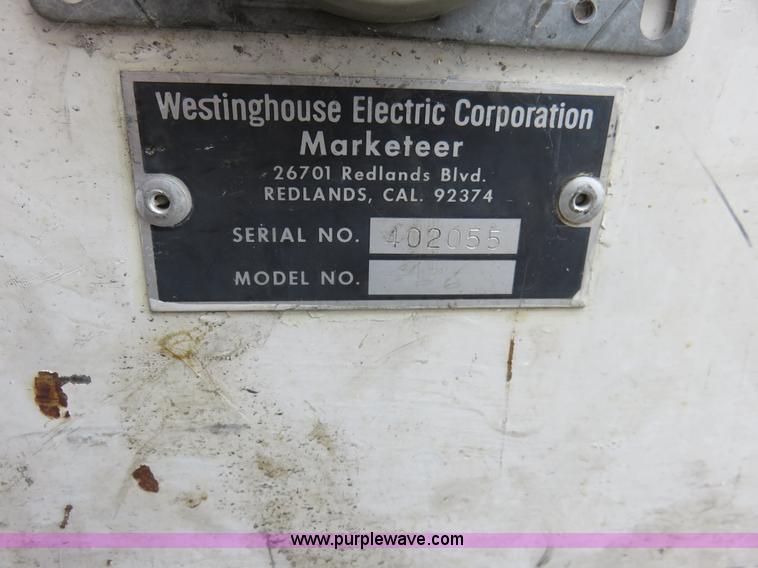 Westinghouse Electric Corporation
Marketeer
26701 Redlands Blvd.
REDLANDS, CAL. 92374
SERIAL NO. 402055
MODEL NO.
www.purplewave.com